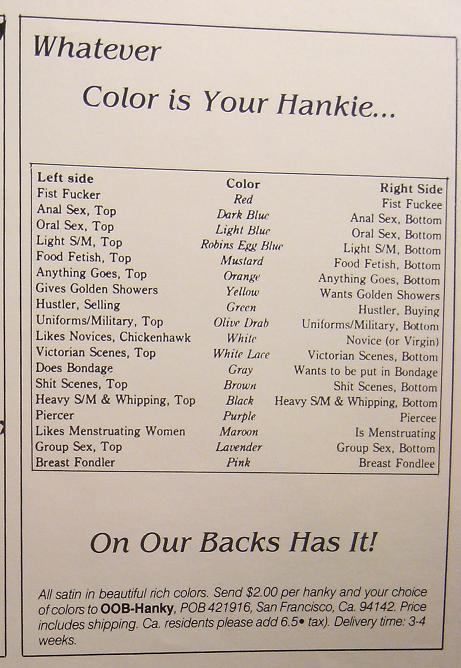 Whatever
Color is Your Hankie...
Left side Color Right Side
Fist Fucker Red Fist Fuckee
Anal Sex, Top Dark Blue Anal Sex, Bottom
Oral Sex, Top Light Blue Oral Sex, Bottom
Light S/M, Top Robins Egg Blue Light S/M, Bottom
Food Fetish, Top Mustard Food Fetish, Bottom
Anything Goes, Top Orange Anything Goes, Bottom
Gives Golden Showers Yellow Wants Golden Showers
Hustler, Selling Green Hustler, Buying
Uniforms/Military, Top Olive Drab Uniforms/Military, Bottom
Likes Novices, Chickenhawk White Novice (or Virgin)
Victorian Scenes, Top White Lace Victorian Scenes, Bottom
Does Bondage Gray Wants to be put in Bondage
Shit Scenes, Top Brown Shit Scenes, Bottom
Heavy S/M & Whipping, Top Black Heavy S/M & Whipping, Bottom
Piercer Purple Piercee
Likes Menstruating Women Maroon Is Menstruating
Group Sex, Top Lavender Group Sex, Bottom
Breast Fondler Pink Breast Fondlee
On Our Backs Has It!
All satin in beautiful rich colors. Send $2.00 per hanky and your choice
of colors to OOB-Hanky, POB 421916, San Francisco, Ca. 94142. Price
includes shipping. Ca. residents please add 6.5• tax). Delivery time: 3-4
weeks.